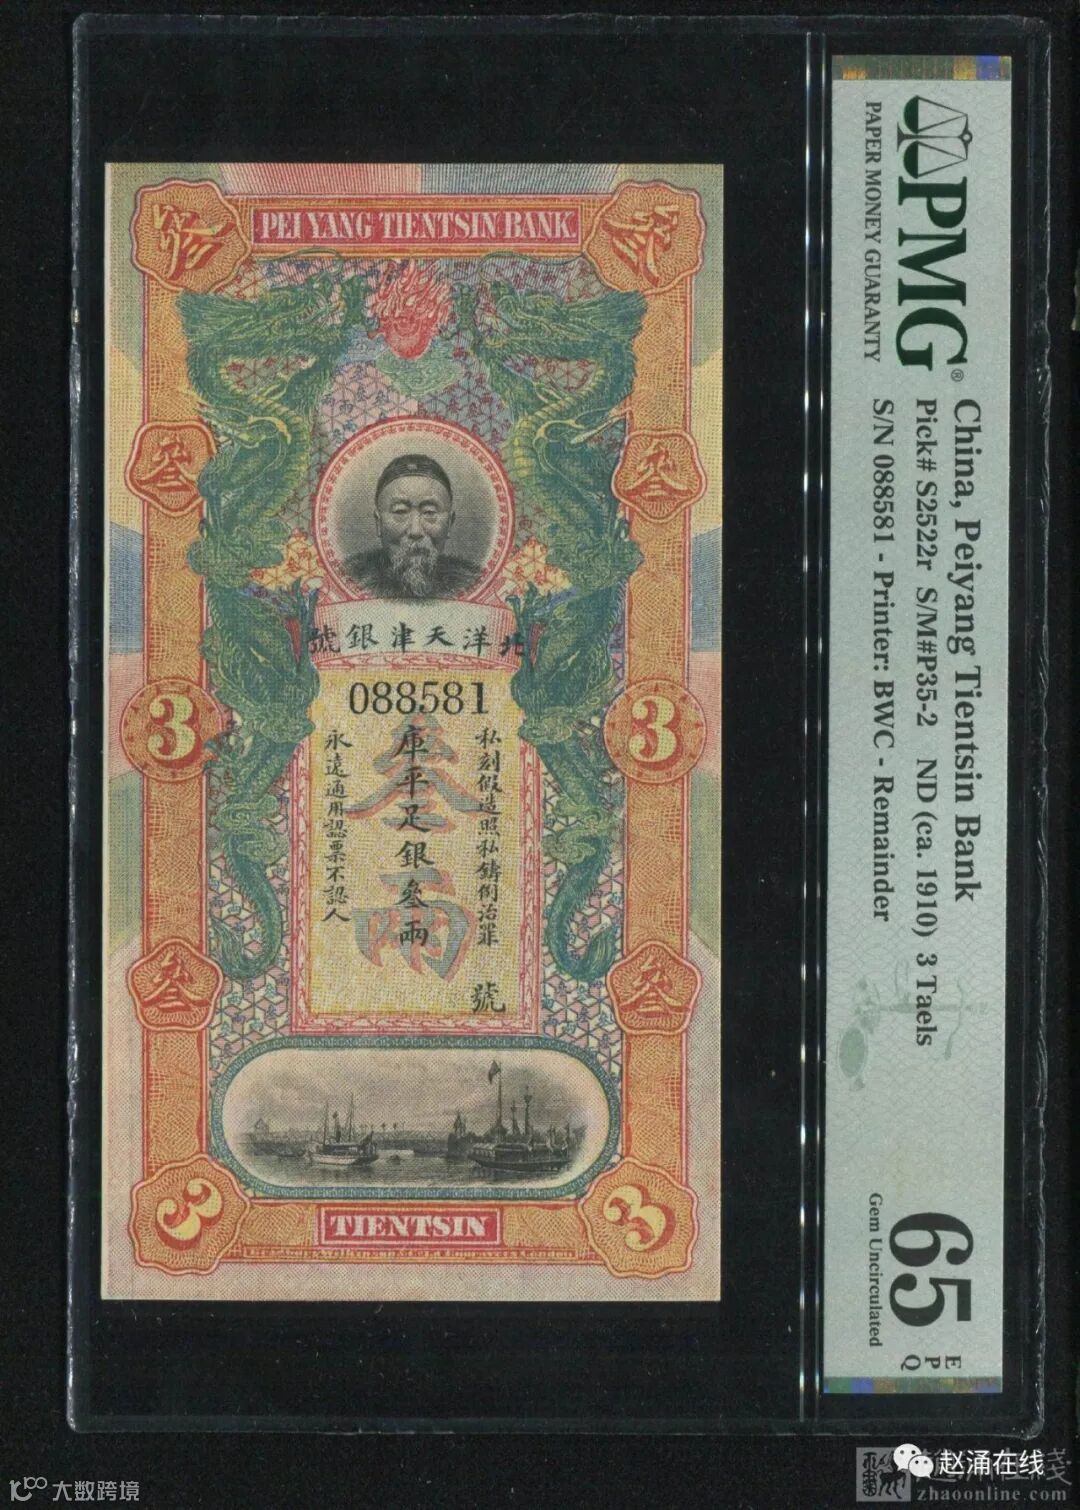 叁 PEI YANG TIENTSIN BANK. 叁
叁 叁
北洋天津銀號
088581
3 3
叁兩
私刻假造照私鑄例治罪
庫平足銀叁兩
永遠通用認票不認人
號
叁 叁
3 TIENTSIN 3
PMG®
PAPER MONEY GUARANTY
China, Peiyang Tientsin Bank
Pick# S2522r S/M#P35-2 ND (ca. 1910) 3 Taels
S/N 088581 - Printer: BWC - Remainder
65 EPQ
Gem Uncirculated
大数跨境
赵涌在线
zhaoonline.com